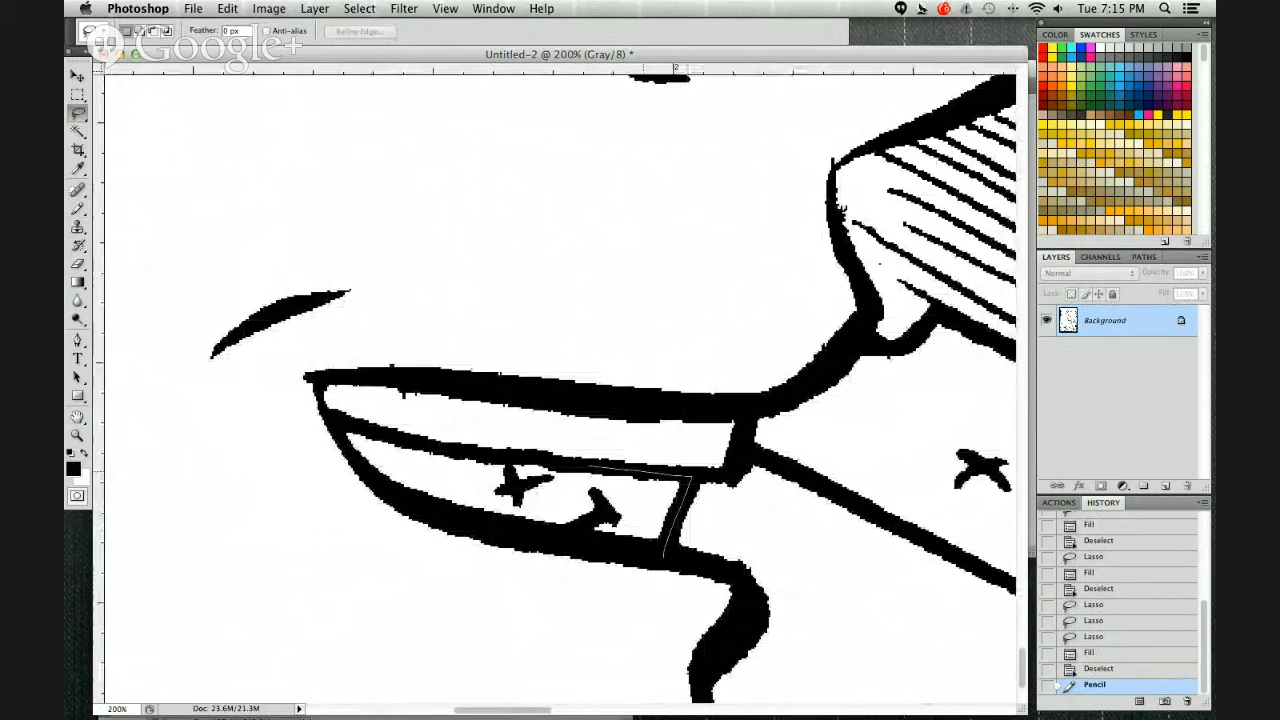 Photoshop File Edit Image Layer Select Filter View Window Help Tue 7:15 PM
Feather: 0 px Anti-alias Refine Edge...
Google+
Untitled-2 @ 200% (Gray/8) *
2
COLOR SWATCHES STYLES
LAYERS CHANNELS PATHS
Normal Opacity: 100%
Lock: Fill: 100%
Background
ACTIONS HISTORY
Fill
Deselect
Lasso
Fill
Deselect
Lasso
Lasso
Lasso
Fill
Deselect
Pencil
200% Doc: 23.6M/21.3M